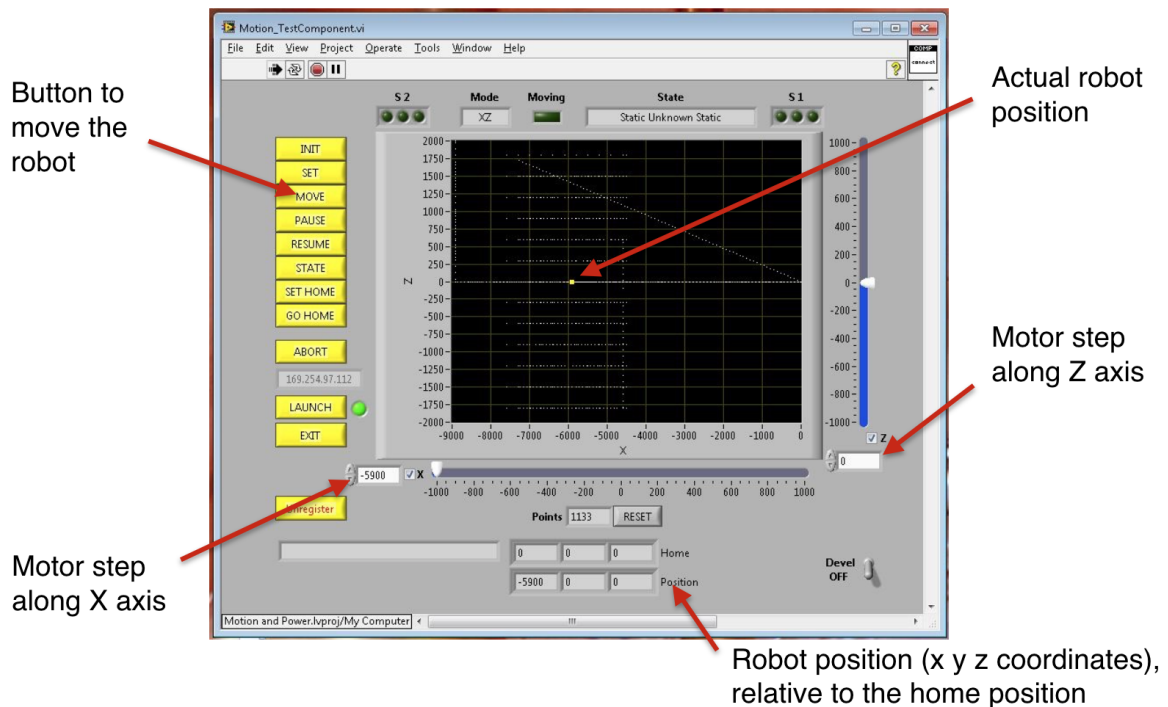 Motion_TestComponent.vi
File Edit View Project Operate Tools Window Help
COMP
connect
Button to
move the
robot
Actual robot
position
S 2 Mode Moving State S 1
XZ Static Unknown Static
INIT
SET
MOVE
PAUSE
RESUME
STATE
SET HOME
GO HOME
ABORT
169.254.97.112
LAUNCH
EXIT
Z
2000
1750
1500
1250
1000
750
500
250
0
-250
-500
-750
-1000
-1250
-1500
-1750
-2000
-9000 -8000 -7000 -6000 -5000 -4000 -3000 -2000 -1000 0
X
1000
800
600
400
200
0
-200
-400
-600
-800
-1000
Z
0
Motor step
along Z axis
-5900 X
-1000 -800 -600 -400 -200 0 200 400 600 800 1000
Unregister
Points 1133 RESET
0 0 0 Home
-5900 0 0 Position
Devel
OFF
Motor step
along X axis
Motion and Power.lvproj/My Computer
Robot position (x y z coordinates),
relative to the home position